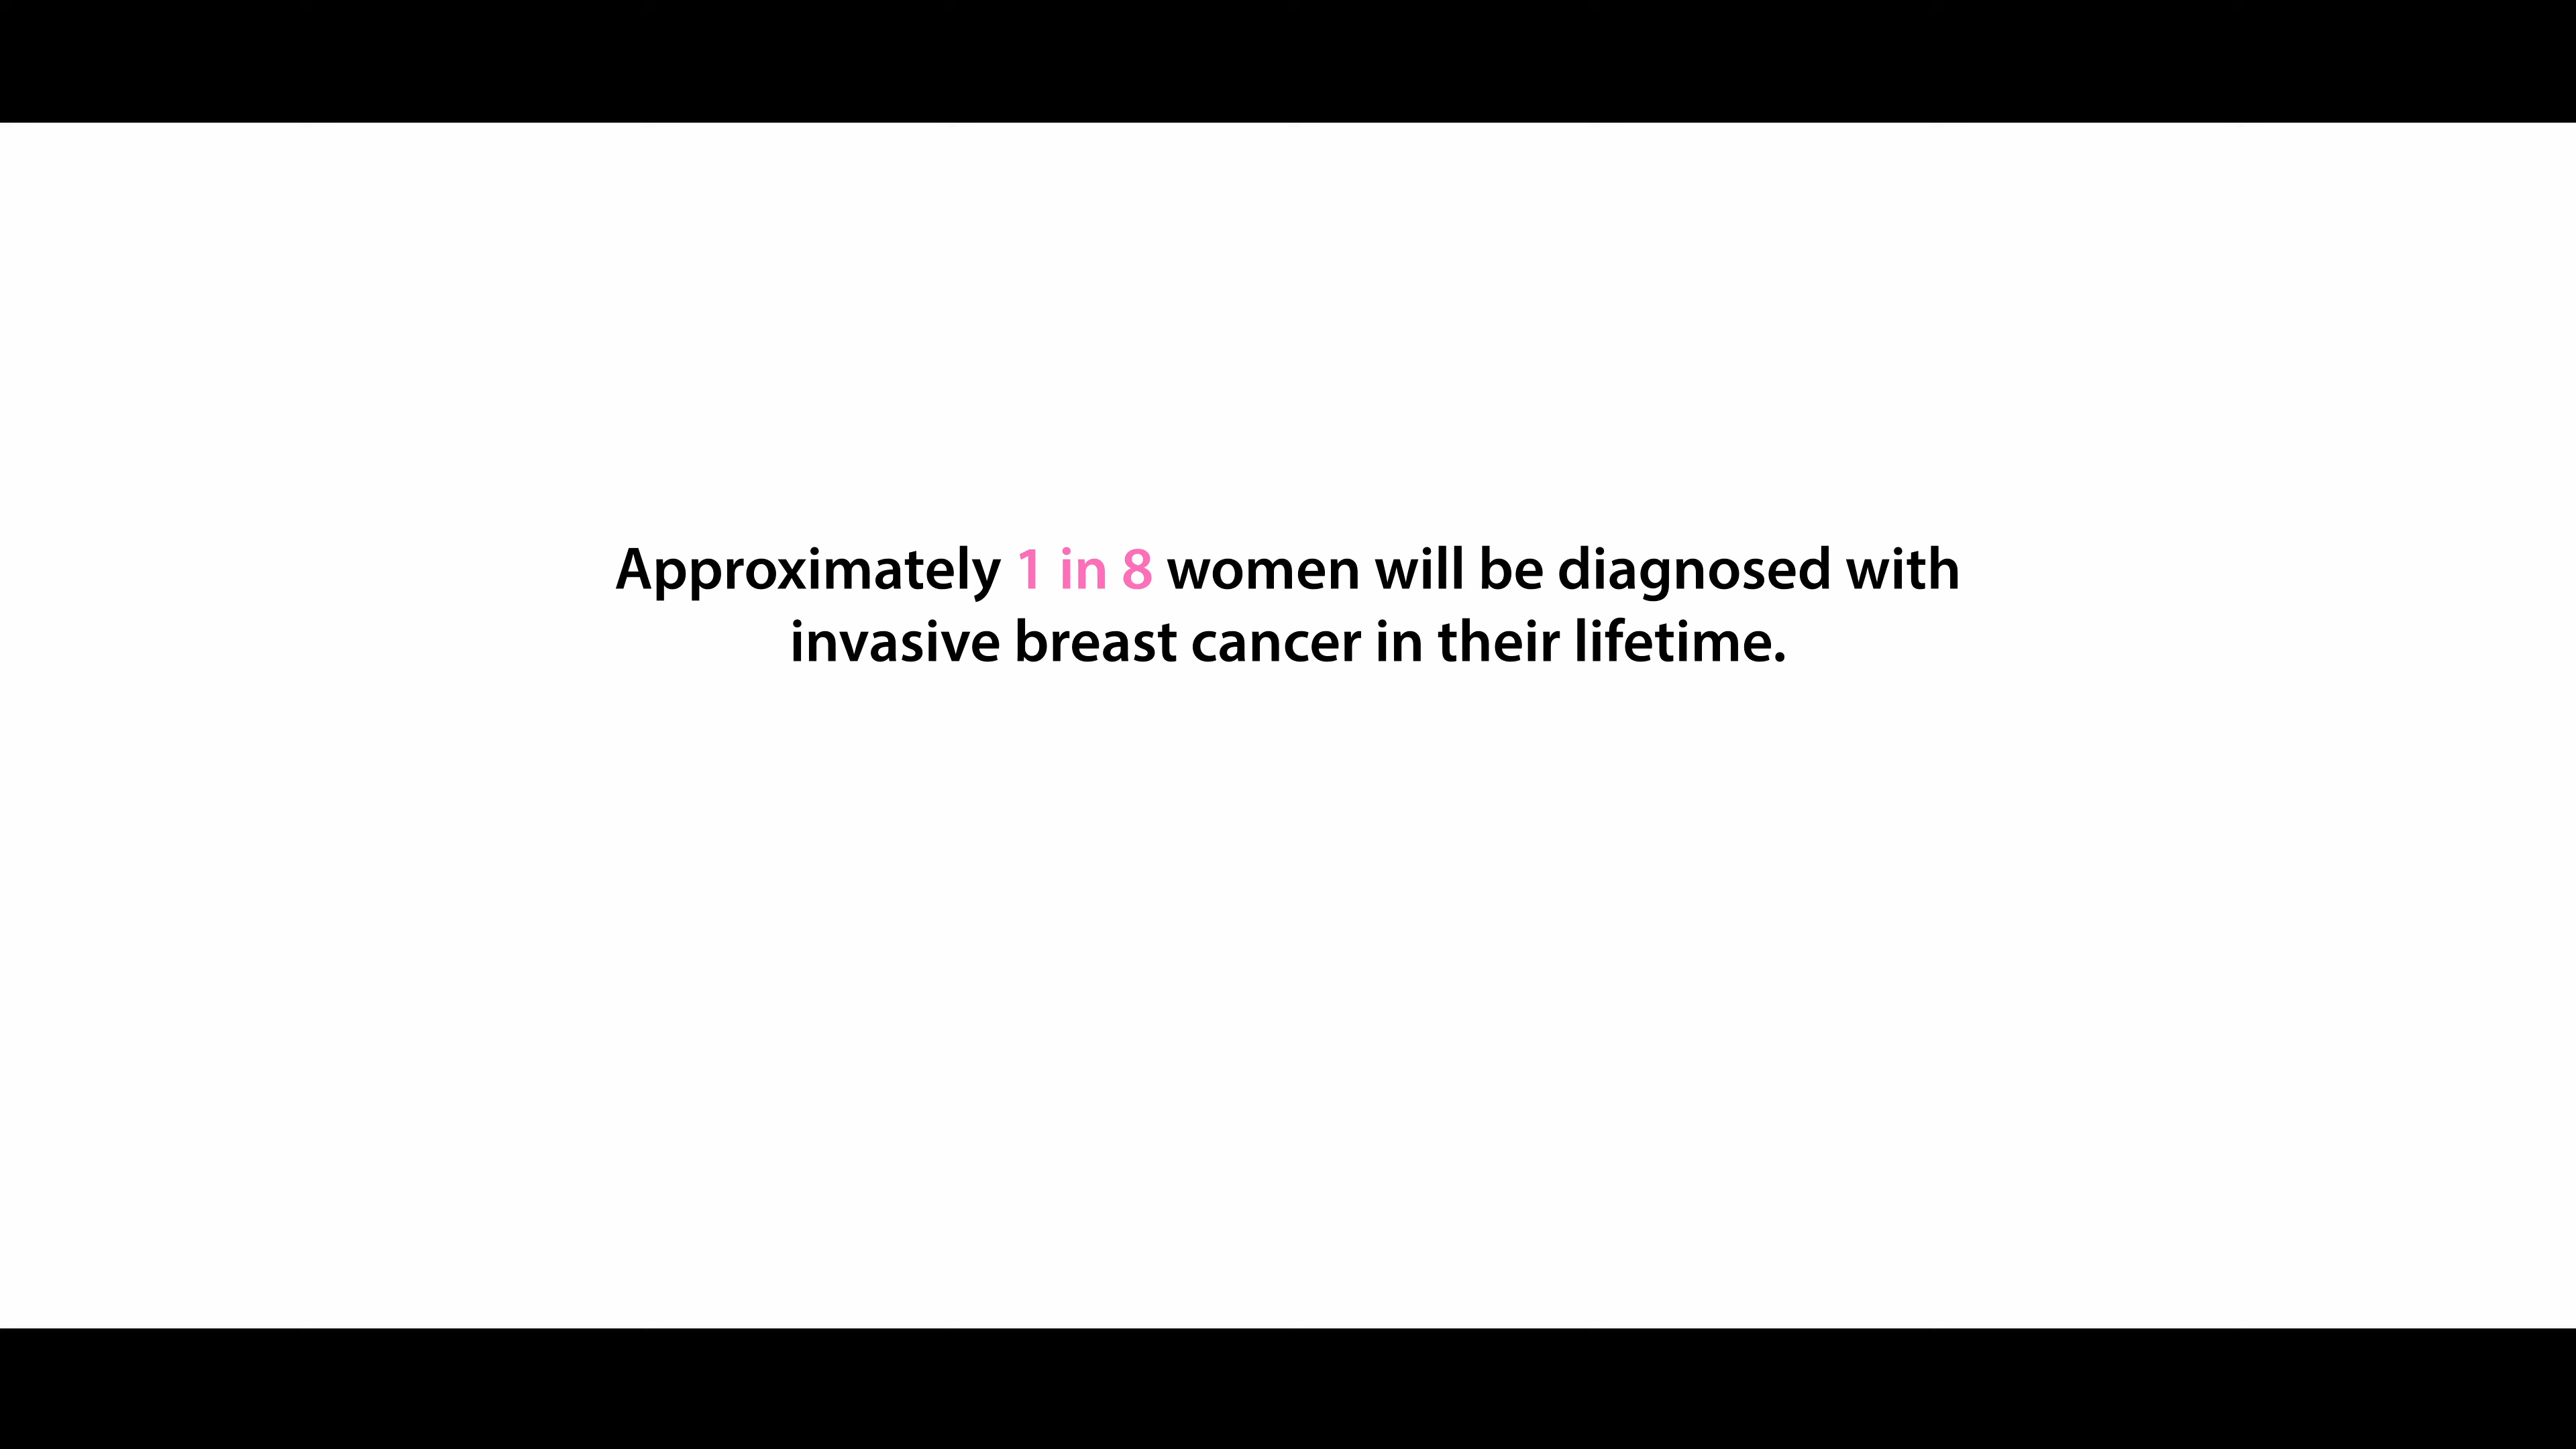 Approximately 1 in 8 women will be diagnosed with
invasive breast cancer in their lifetime.